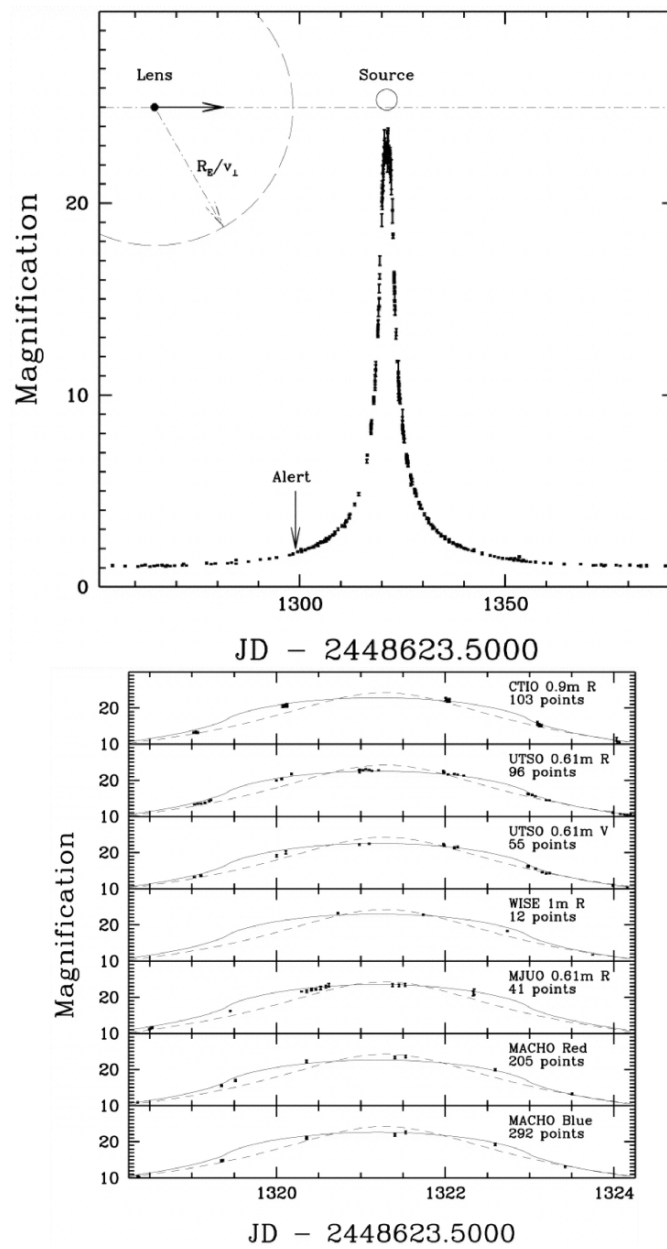 Lens
Source
R_E/v_⊥
Alert
Magnification
20
10
0
1300
1350
JD - 2448623.5000
CTIO 0.9m R
103 points
UTSO 0.61m R
96 points
UTSO 0.61m V
55 points
WISE 1m R
12 points
MJUO 0.61m R
41 points
MACHO Red
205 points
MACHO Blue
292 points
Magnification
20
10
20
10
20
10
20
10
20
10
20
10
20
10
1320
1322
1324
JD - 2448623.5000